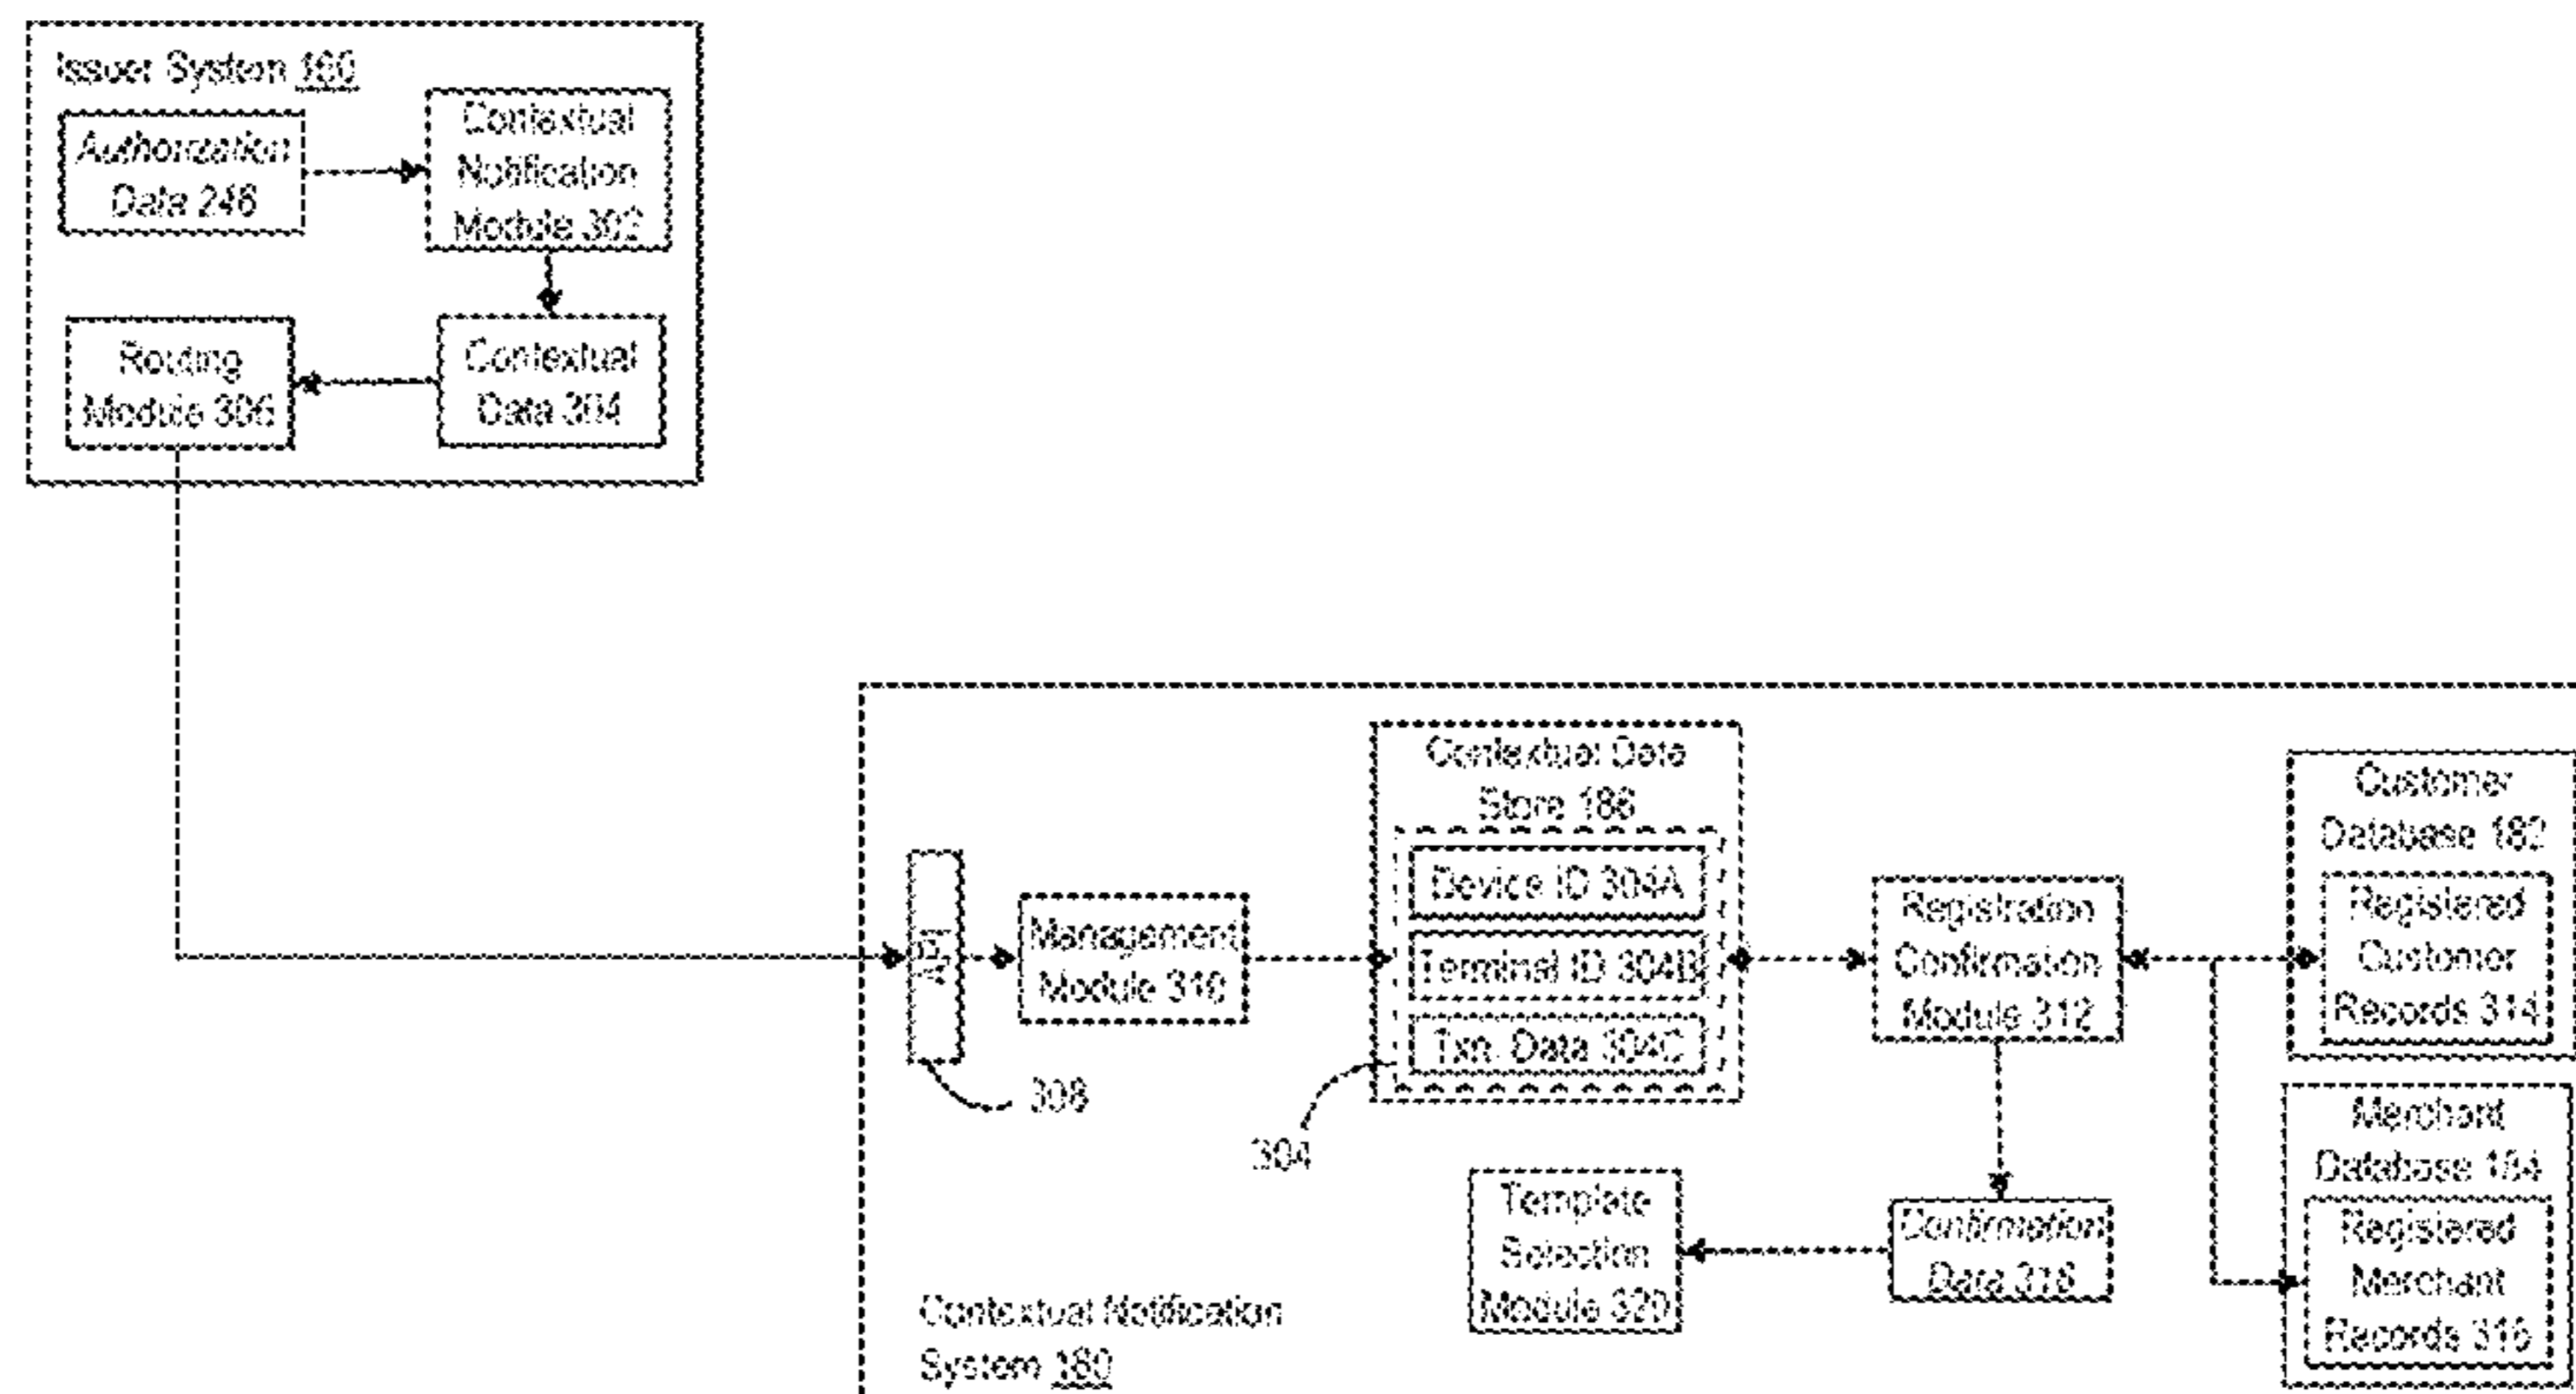 Issuer System 160
Authorization
Data 246
Contextual
Notification
Module 302
Routing
Module 306
Contextual
Data 304
API
308
Management
Module 310
Contextual Data
Store 186
Device ID 304A
Terminal ID 304B
Txn. Data 304C
304
Registration
Confirmation
Module 312
Customer
Database 182
Registered
Customer
Records 314
Merchant
Database 184
Registered
Merchant
Records 316
Confirmation
Data 318
Template
Selection
Module 320
Contextual Notification
System 180